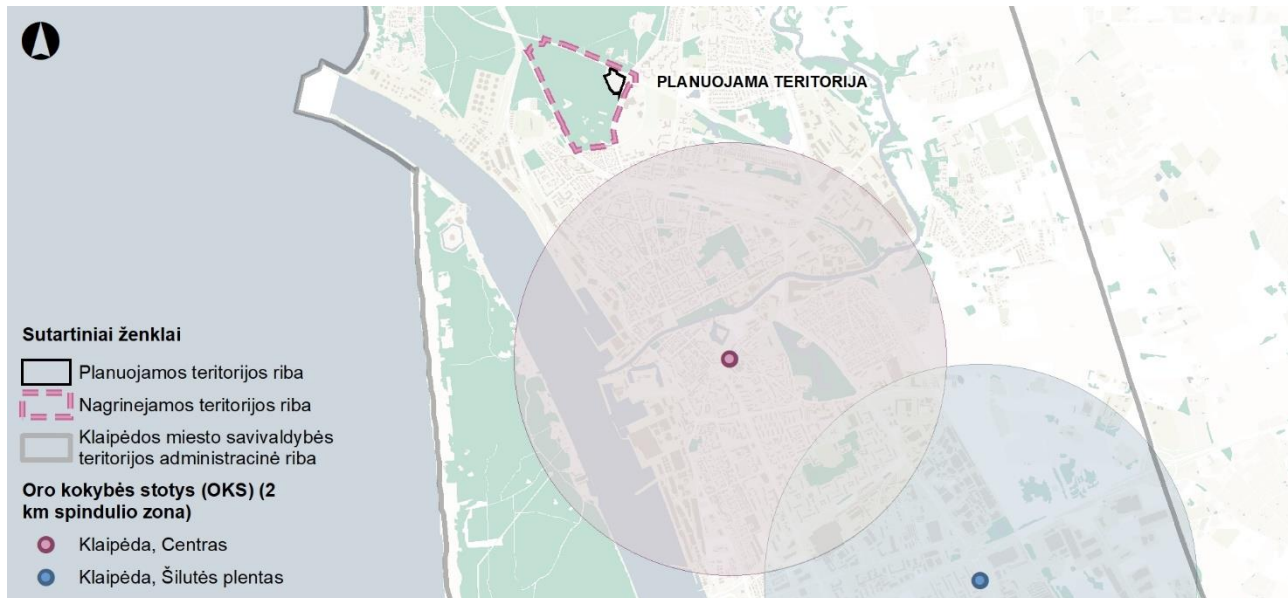 PLANUOJAMA TERITORIJA
Sutartiniai ženklai
Planuojamos teritorijos riba
Nagrinejamos teritorijos riba
Klaipėdos miesto savivaldybės
teritorijos administracinė riba
Oro kokybės stotys (OKS) (2
km spindulio zona)
Klaipėda, Centras
Klaipėda, Šilutės plentas